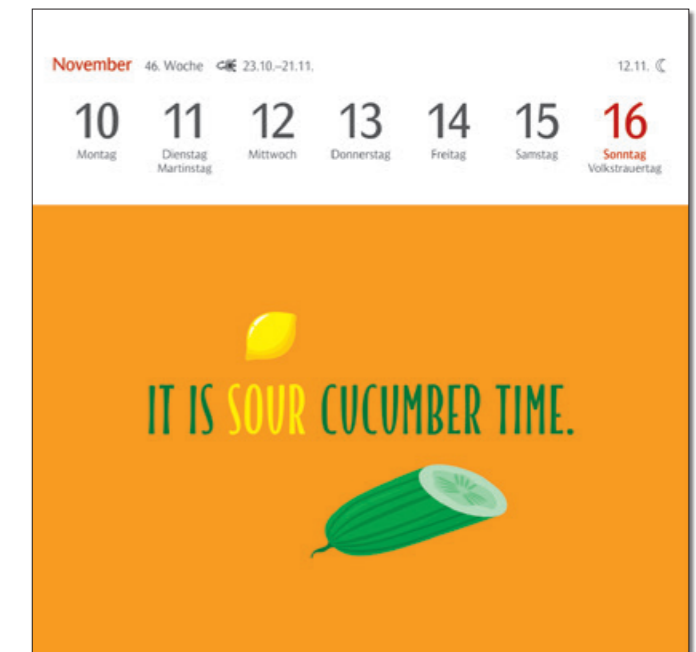 November 46. Woche 23.10.–21.11. 12.11.
10 11 12 13 14 15 16
Montag Dienstag Mittwoch Donnerstag Freitag Samstag Sonntag
Martinstag Volkstrauertag
IT IS SOUR CUCUMBER TIME.